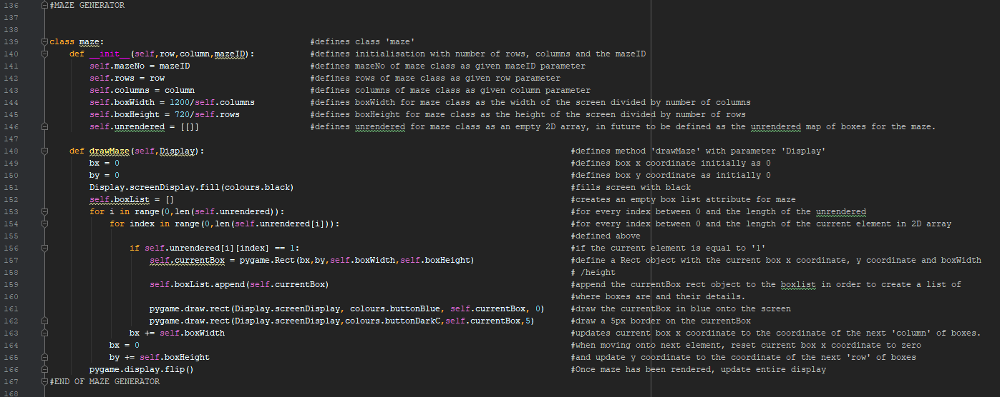 136 #MAZE GENERATOR
137
138
139 class maze: #defines class 'maze'
140 def __init__(self,row,column,mazeID): #defines initialisation with number of rows, columns and the mazeID
141 self.mazeNo = mazeID #defines mazeNo of maze class as given mazeID parameter
142 self.rows = row #defines rows of maze class as given row parameter
143 self.columns = column #defines columns of maze class as given column parameter
144 self.boxWidth = 1200/self.columns #defines boxWidth for maze class as the width of the screen divided by number of columns
145 self.boxHeight = 720/self.rows #defines boxHeight for maze class as the height of the screen divided by number of rows
146 self.unrendered = [[]] #defines unrendered for maze class as an empty 2D array, in future to be defined as the unrendered map of boxes for the maze.
147
148 def drawMaze(self,Display): #defines method 'drawMaze' with parameter 'Display'
149 bx = 0 #defines box x coordinate initially as 0
150 by = 0 #defines box y coordinate as initially 0
151 Display.screenDisplay.fill(colours.black) #fills screen with black
152 self.boxList = [] #creates an empty box list attribute for maze
153 for i in range(0,len(self.unrendered)): #for every index between 0 and the length of the unrendered
154 for index in range(0,len(self.unrendered[i])): #for every index between 0 and the length of the current element in 2D array
155 #defined above
156 if self.unrendered[i][index] == 1: #if the current element is equal to '1'
157 self.currentBox = pygame.Rect(bx,by,self.boxWidth,self.boxHeight) #define a Rect object with the current box x coordinate, y coordinate and boxWidth
158 # /height
159 self.boxList.append(self.currentBox) #append the currentBox rect object to the boxlist in order to create a list of
160 #where boxes are and their details.
161 pygame.draw.rect(Display.screenDisplay, colours.buttonBlue, self.currentBox, 0) #draw the currentBox in blue onto the screen
162 pygame.draw.rect(Display.screenDisplay,colours.buttonDarkC,self.currentBox,5) #draw a 5px border on the currentBox
163 bx += self.boxWidth #updates current box x coordinate to the coordinate of the next 'column' of boxes.
164 bx = 0 #when moving onto next element, reset current box x coordinate to zero
165 by += self.boxHeight #and update y coordinate to the coordinate of the next 'row' of boxes
166 pygame.display.flip() #Once maze has been rendered, update entire display
167 #END OF MAZE GENERATOR
168